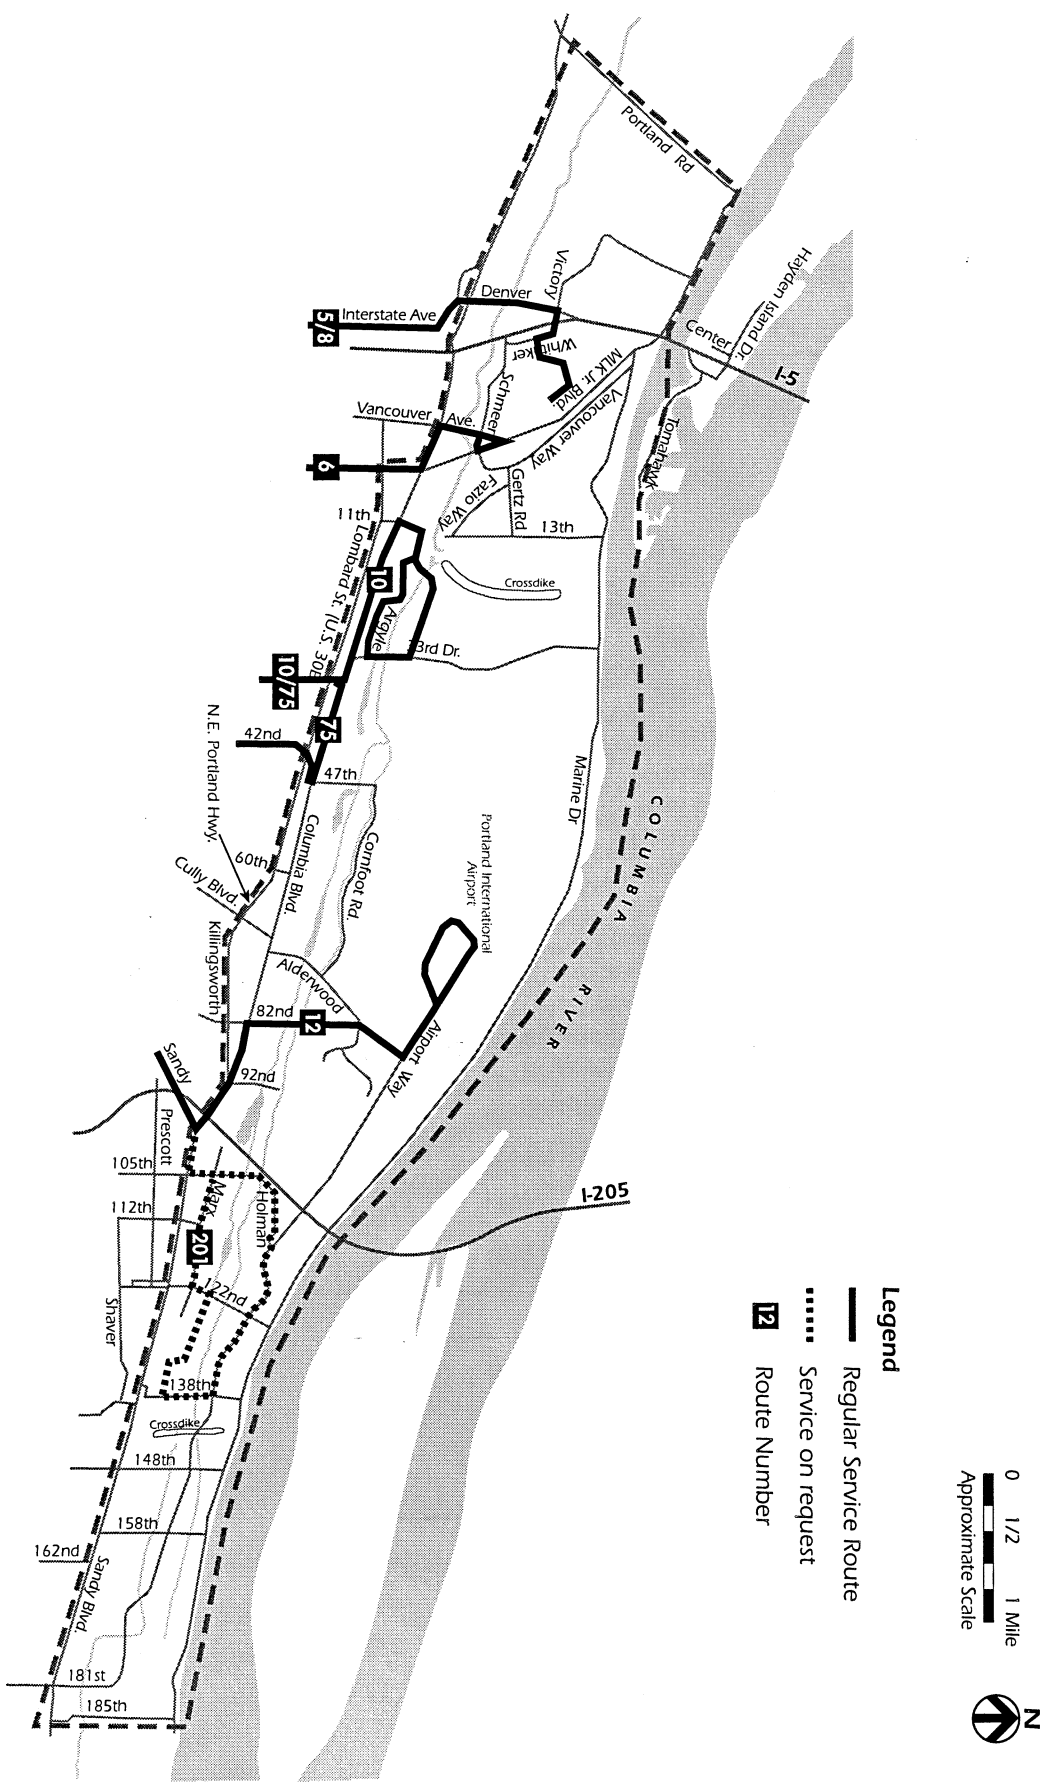 Portland Rd
Hayden Island Dr.
Center
I-5
Victory
Denver
Interstate Ave
5/8
Whitaker
Schmeer
MLK Jr. Blvd.
Vancouver Way
Tomahawk
Vancouver Ave.
6
Gertz Rd
Fazio Way
13th
11th
Lombard St. (U.S. 30B
Crossdike
10
Argyle
33rd Dr.
10/75
75
42nd
47th
N.E. Portland Hwy.
Marine Dr
COLUMBIA RIVER
Portland International
Airport
Columbia Blvd.
Cornfoot Rd.
60th
Cully Blvd.
Killingsworth
Alderwood
82nd
12
Airport Way
92nd
Sandy
Prescott
105th
112th
Marx
Holman
201
I-205
122nd
Shaver
138th
Crossdike
148th
158th
162nd
Sandy Blvd.
181st
185th
Legend
Regular Service Route
Service on request
12 Route Number
0 1/2 1 Mile
Approximate Scale
N